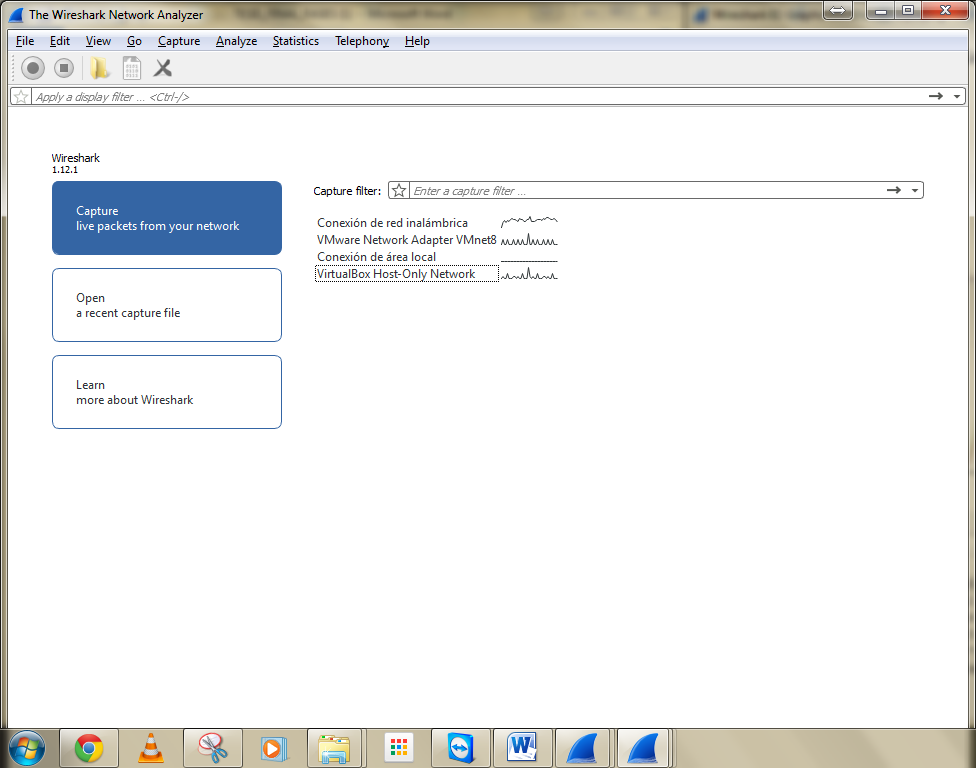 The Wireshark Network Analyzer
File Edit View Go Capture Analyze Statistics Telephony Help
Apply a display filter ... <Ctrl-/>
Wireshark
1.12.1
Capture
live packets from your network
Open
a recent capture file
Learn
more about Wireshark
Capture filter: Enter a capture filter ...
Conexión de red inalámbrica
VMware Network Adapter VMnet8
Conexión de área local
VirtualBox Host-Only Network